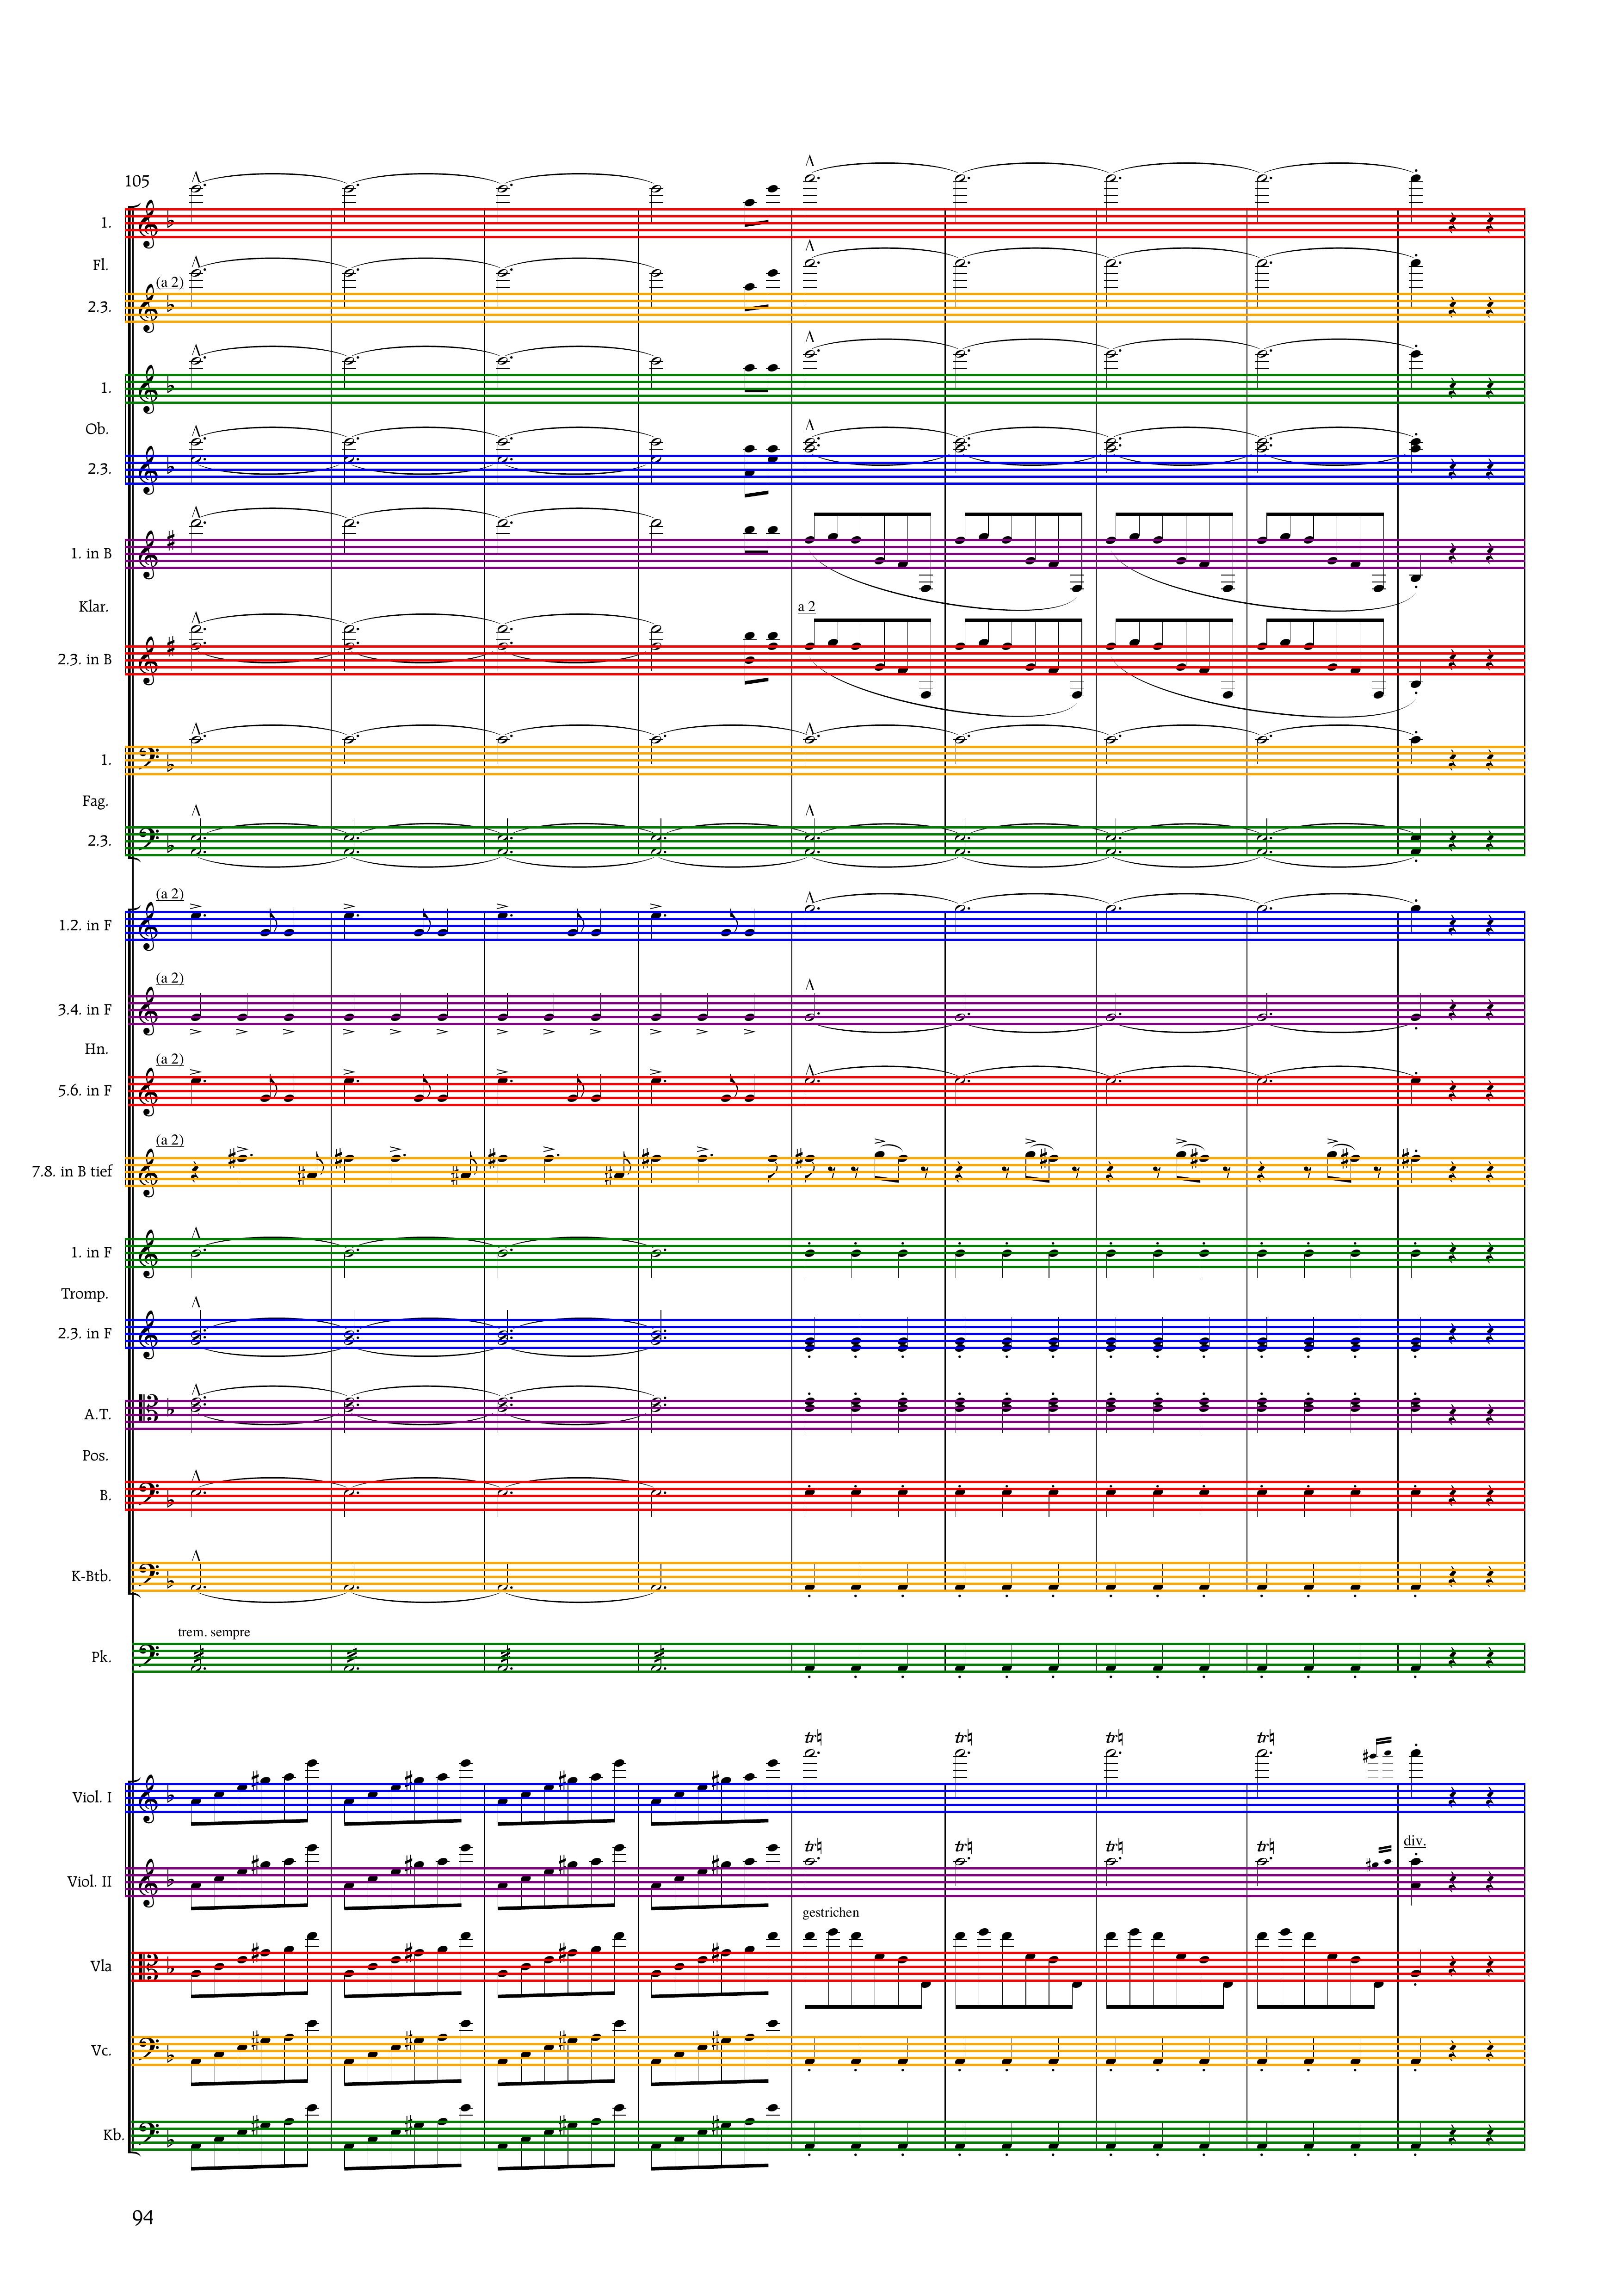 105
1.
Fl.
(a 2)
2.3.
1.
Ob.
2.3.
1. in B
Klar.
a 2
2.3. in B
1.
Fag.
2.3.
(a 2)
1.2. in F
(a 2)
3.4. in F
Hn.
(a 2)
5.6. in F
(a 2)
7.8. in B tief
1. in F
Tromp.
2.3. in F
A.T.
Pos.
B.
K-Btb.
trem. sempre
Pk.
tr tr tr tr
Viol. I
tr tr tr tr div.
Viol. II
gestrichen
Vla
Vc.
Kb.
94